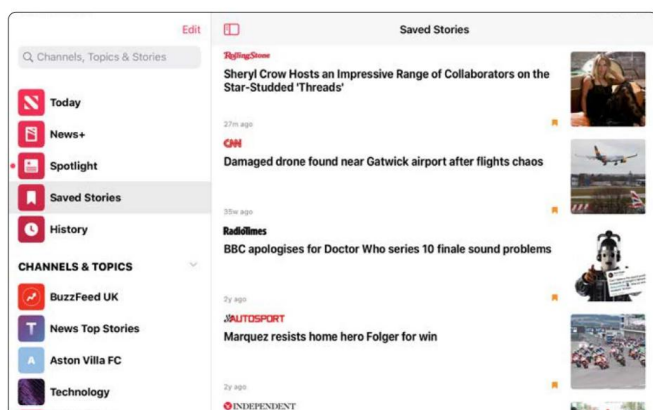 Edit
Channels, Topics & Stories
Today
News+
Spotlight
Saved Stories
History
CHANNELS & TOPICS
BuzzFeed UK
T
News Top Stories
A
Aston Villa FC
Technology
Saved Stories
RollingStone
Sheryl Crow Hosts an Impressive Range of Collaborators on the
Star-Studded 'Threads'
27m ago
CNN
Damaged drone found near Gatwick airport after flights chaos
35w ago
RadioTimes
BBC apologises for Doctor Who series 10 finale sound problems
2y ago
AUTOSPORT
Marquez resists home hero Folger for win
2y ago
INDEPENDENT